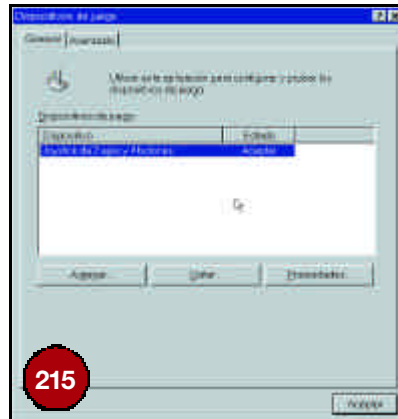 Dispositivos de juego
General Avanzado
Utilice esta aplicación para configurar y probar los
dispositivos de juego
Dispositivos de juego
Dispositivo Estado
Joystick de 2 ejes y 4 botones Aceptar
Agregar... Quitar Propiedades...
215
Aceptar